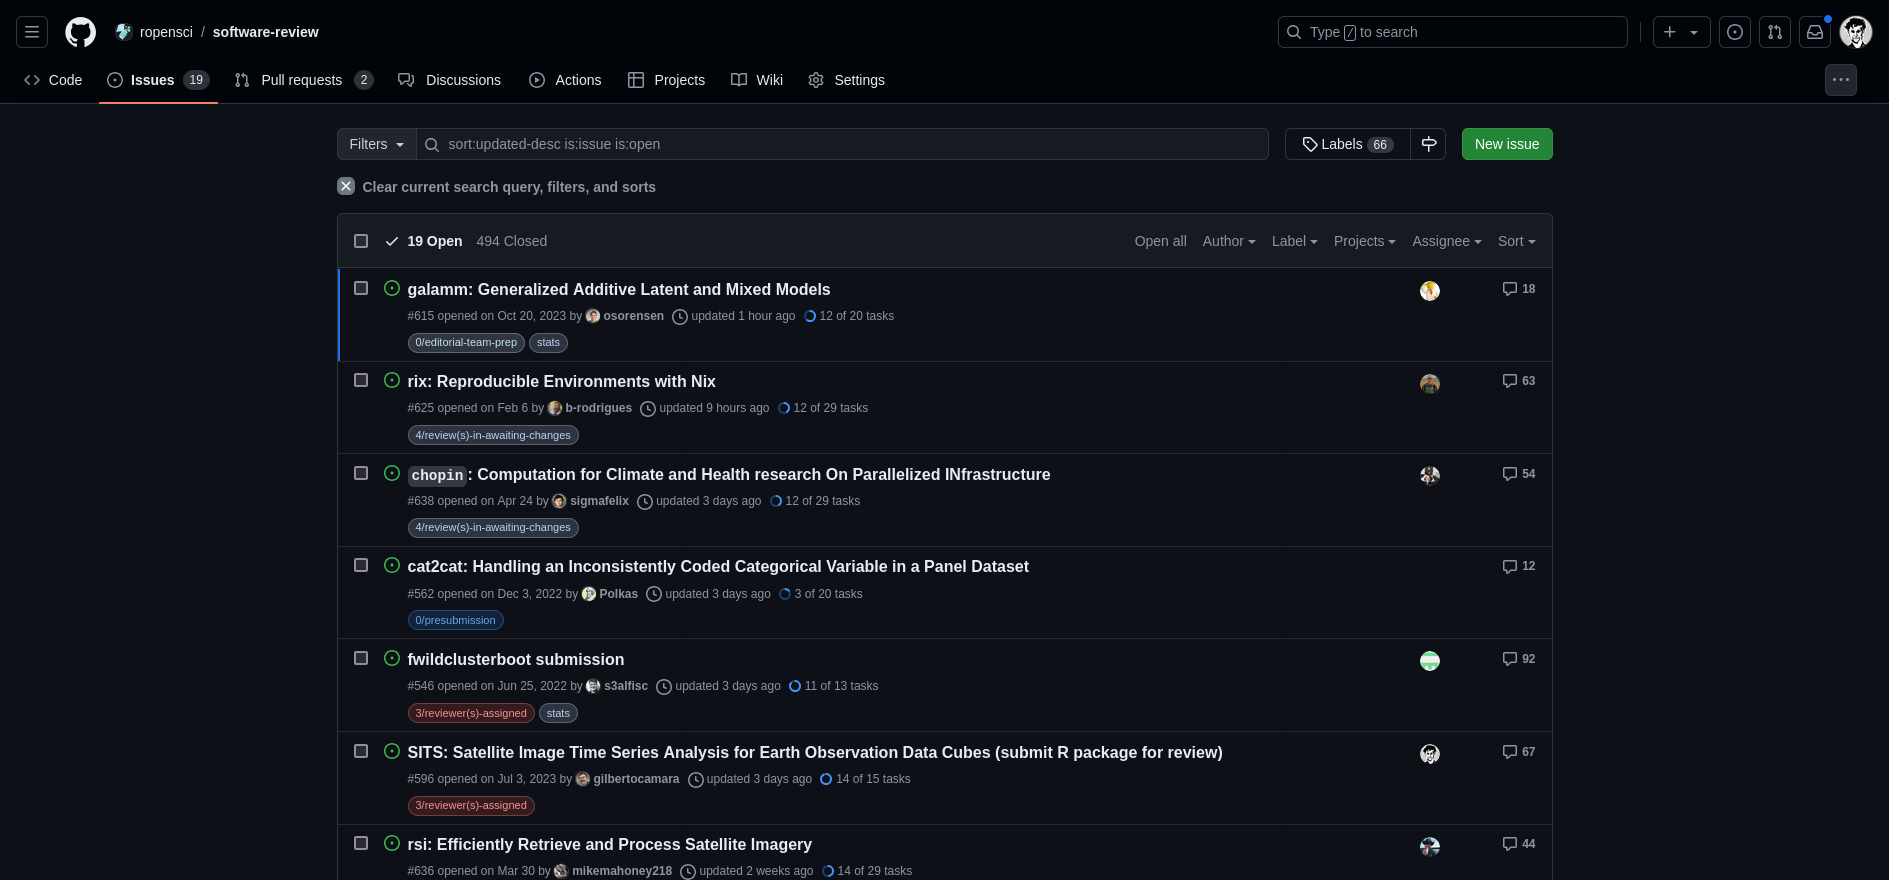 ropensci / software-review
Type / to search
Code Issues 19 Pull requests 2 Discussions Actions Projects Wiki Settings
Filters sort:updated-desc is:issue is:open Labels 66 New issue
Clear current search query, filters, and sorts
19 Open 494 Closed Open all Author Label Projects Assignee Sort
galamm: Generalized Additive Latent and Mixed Models 18
#615 opened on Oct 20, 2023 by osorensen updated 1 hour ago 12 of 20 tasks
0/editorial-team-prep stats
rix: Reproducible Environments with Nix 63
#625 opened on Feb 6 by b-rodrigues updated 9 hours ago 12 of 29 tasks
4/review(s)-in-awaiting-changes
chopin: Computation for Climate and Health research On Parallelized INfrastructure 54
#638 opened on Apr 24 by sigmafelix updated 3 days ago 12 of 29 tasks
4/review(s)-in-awaiting-changes
cat2cat: Handling an Inconsistently Coded Categorical Variable in a Panel Dataset 12
#562 opened on Dec 3, 2022 by Polkas updated 3 days ago 3 of 20 tasks
0/presubmission
fwildclusterboot submission 92
#546 opened on Jun 25, 2022 by s3alfisc updated 3 days ago 11 of 13 tasks
3/reviewer(s)-assigned stats
SITS: Satellite Image Time Series Analysis for Earth Observation Data Cubes (submit R package for review) 67
#596 opened on Jul 3, 2023 by gilbertocamara updated 3 days ago 14 of 15 tasks
3/reviewer(s)-assigned
rsi: Efficiently Retrieve and Process Satellite Imagery 44
#636 opened on Mar 30 by mikemahoney218 updated 2 weeks ago 14 of 29 tasks